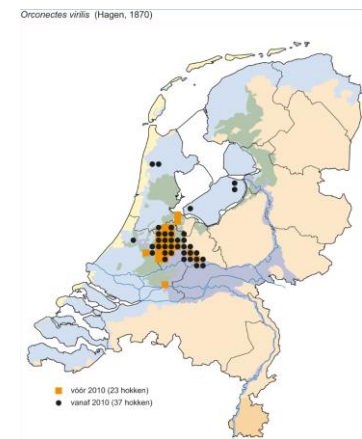 Orconectes virilis (Hagen, 1870)
vóór 2010 (23 hokken)
vanaf 2010 (37 hokken)